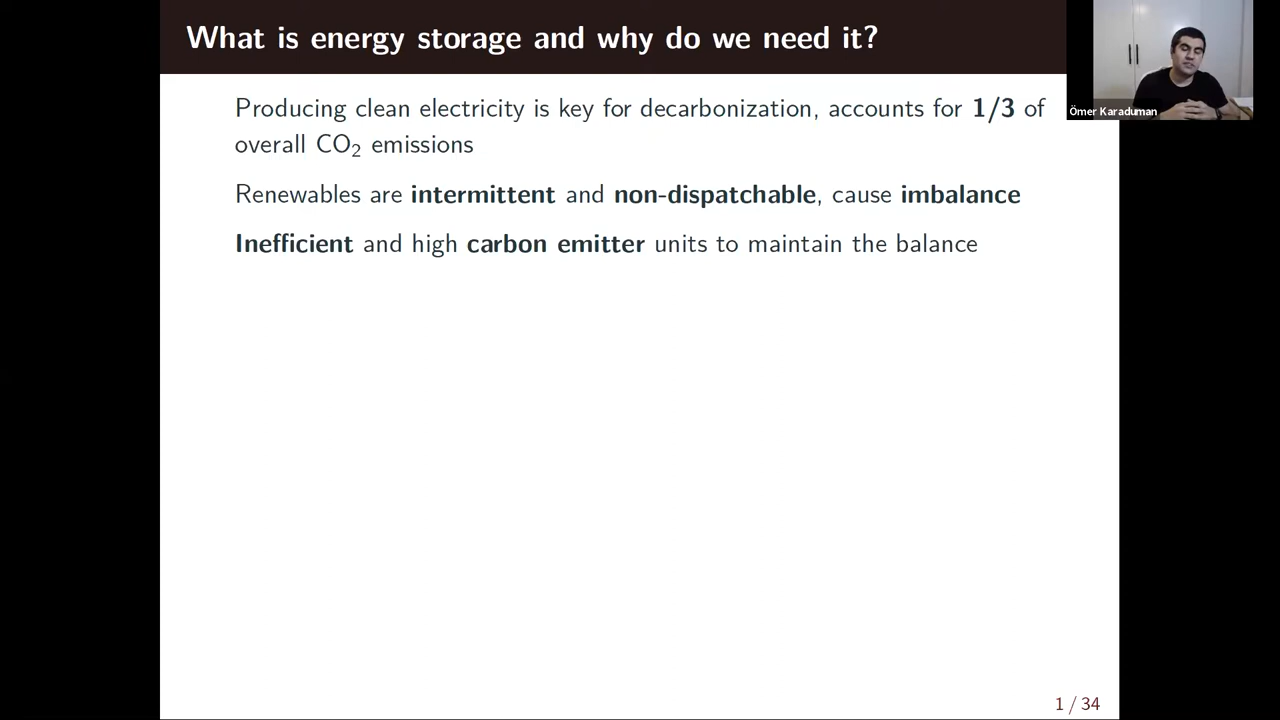 What is energy storage and why do we need it?
Ömer Karaduman
Producing clean electricity is key for decarbonization, accounts for 1/3 of
overall CO₂ emissions
Renewables are intermittent and non-dispatchable, cause imbalance
Inefficient and high carbon emitter units to maintain the balance
1 / 34